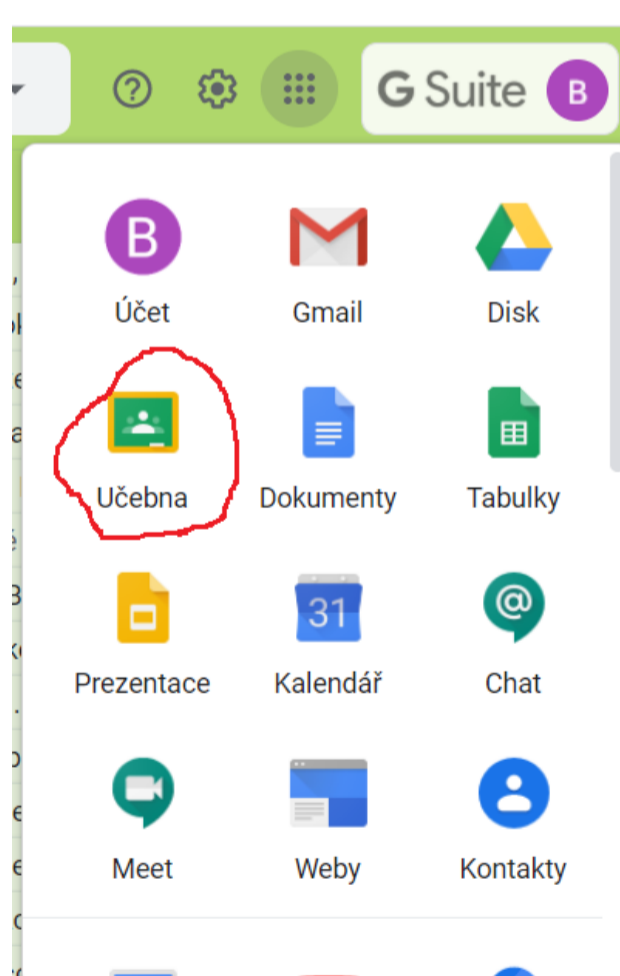 G Suite B
B
Účet Gmail Disk
Učebna Dokumenty Tabulky
31
Prezentace Kalendář Chat
Meet Weby Kontakty